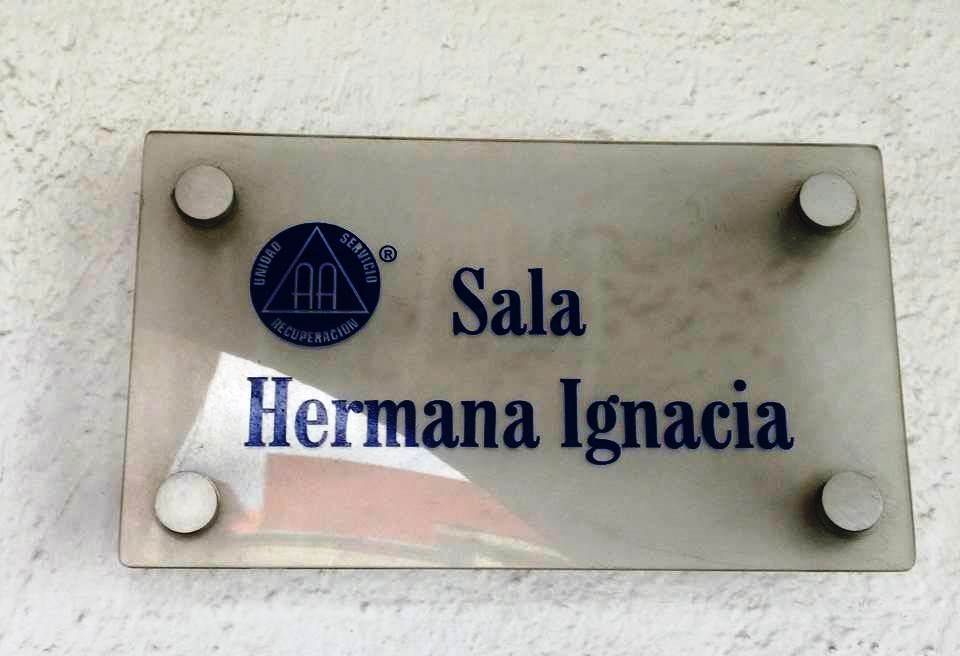 UNIDAD SERVICIO
AA
RECUPERACION
®
Sala
Hermana Ignacia